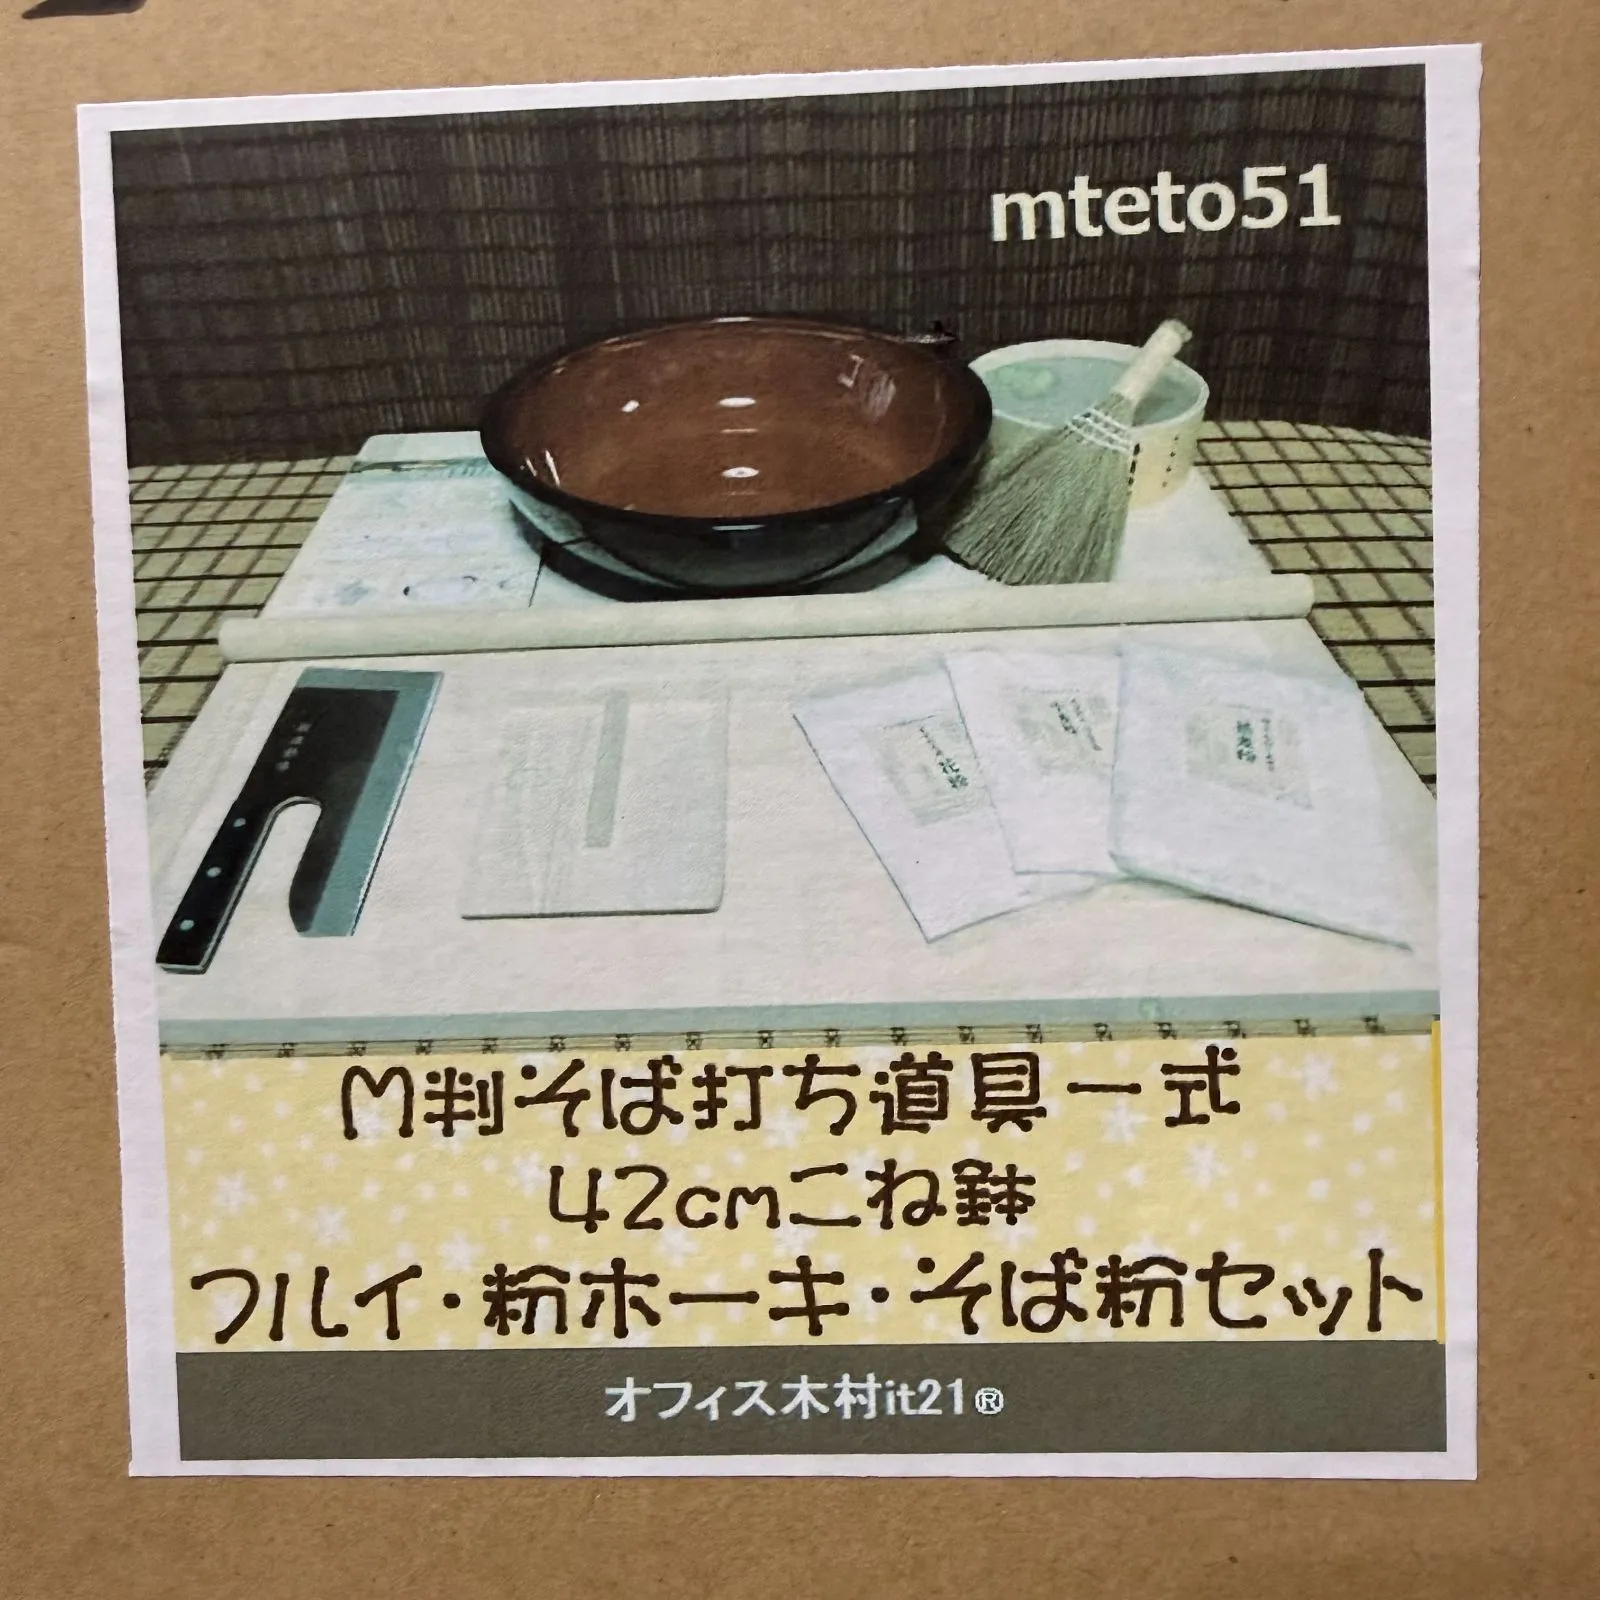 mteto51
M判そば打ち道具一式
42cmこね鉢
フルイ・粉ホーキ・そば粉セット
オフィス木村it21®